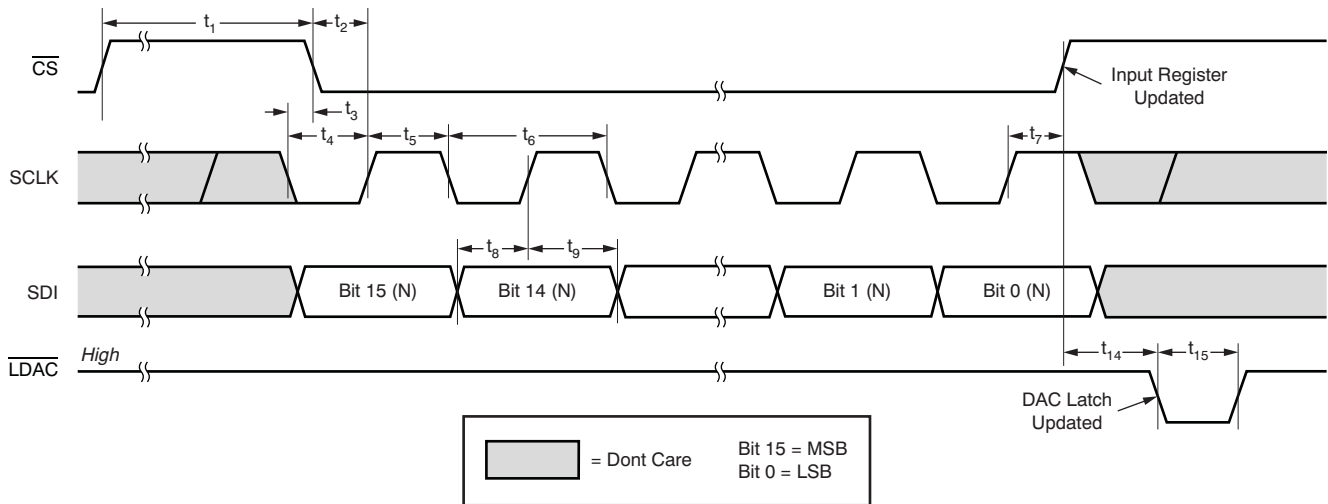 t1
t2
CS
Input Register
Updated
t3
t4
t5
t6
t7
SCLK
t8
t9
SDI
Bit 15 (N)
Bit 14 (N)
Bit 1 (N)
Bit 0 (N)
High
LDAC
t14
t15
DAC Latch
Updated
= Dont Care
Bit 15 = MSB
Bit 0 = LSB